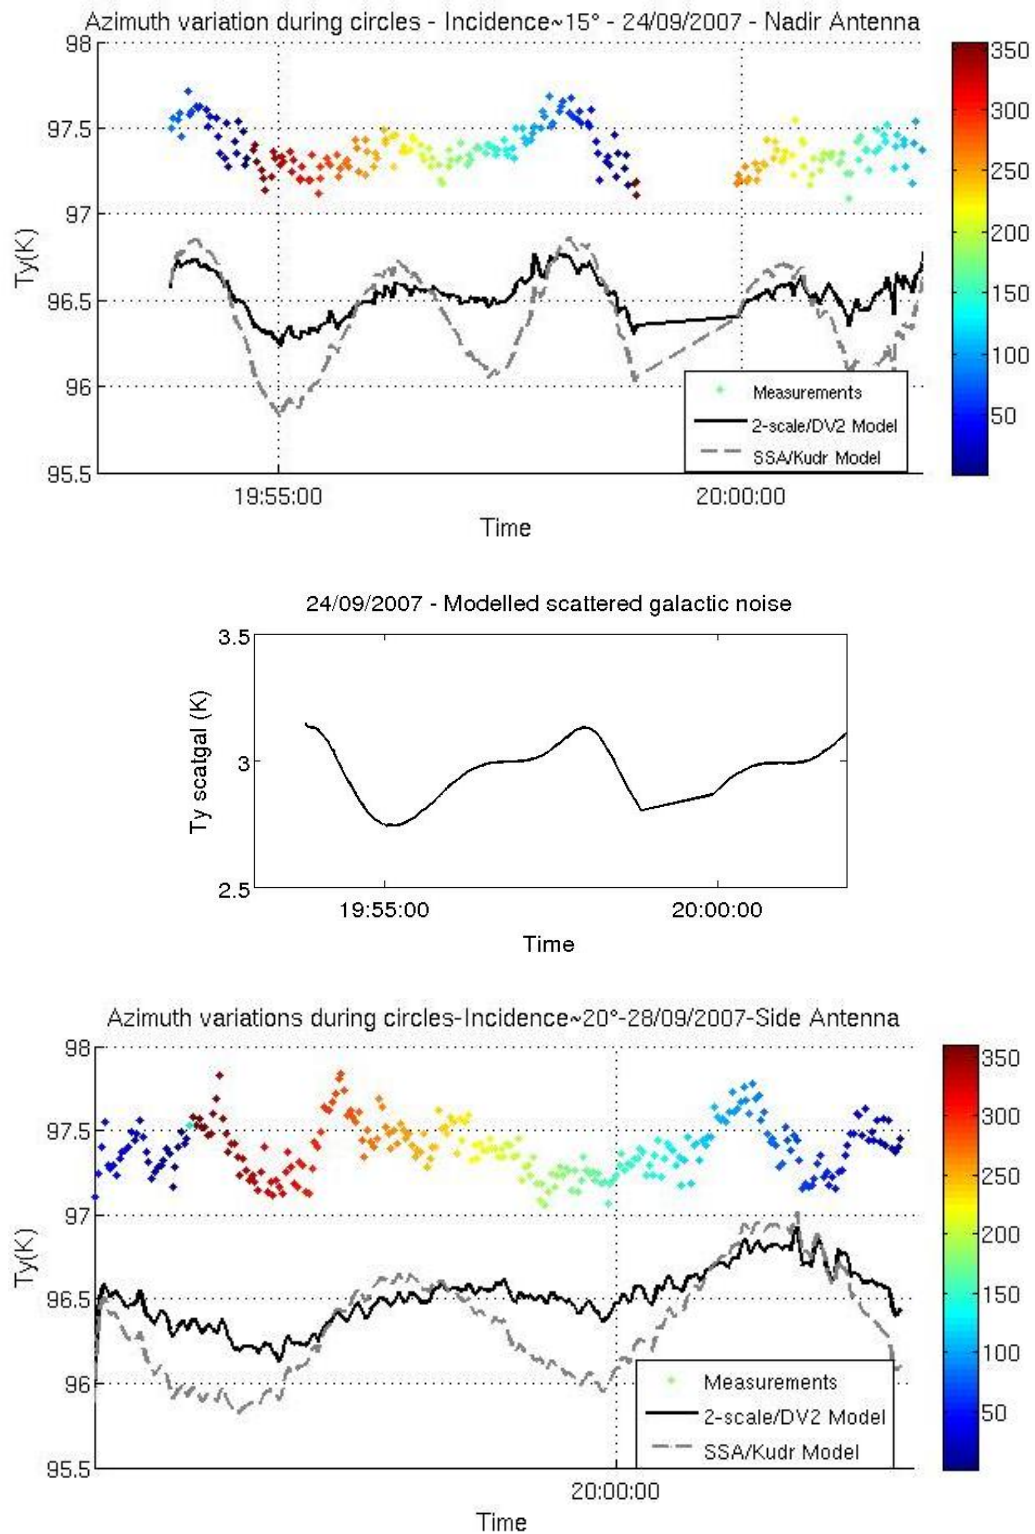 Azimuth variation during circles - Incidence~15° - 24/09/2007 - Nadir Antenna
98
97.5
97
96.5
96
95.5
Ty(K)
19:55:00
20:00:00
Time
Measurements
2-scale/DV2 Model
SSA/Kudr Model
350
300
250
200
150
100
50
24/09/2007 - Modelled scattered galactic noise
3.5
3
2.5
Ty scatgal (K)
19:55:00
20:00:00
Time
Azimuth variations during circles-Incidence~20°-28/09/2007-Side Antenna
98
97.5
97
96.5
96
95.5
Ty(K)
20:00:00
Time
Measurements
2-scale/DV2 Model
SSA/Kudr Model
350
300
250
200
150
100
50